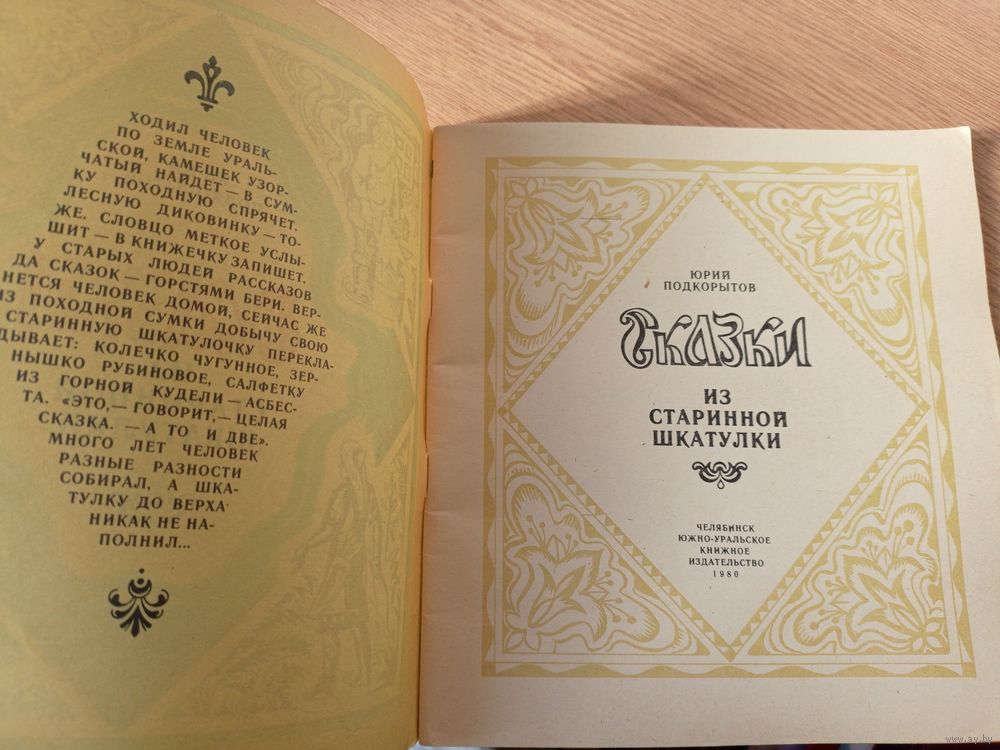 ХОДИЛ ЧЕЛОВЕК
ПО ЗЕМЛЕ УРАЛЬ-
СКОЙ, КАМЕШЕК УЗОР-
ЧАТЫЙ НАЙДЕТ — В СУМ-
КУ ПОХОДНУЮ СПРЯЧЕТ.
ЛЕСНУЮ ДИКОВИНКУ — ТО-
ЖЕ. СЛОВЦО МЕТКОЕ УСЛЫ-
ШИТ — В КНИЖЕЧКУ ЗАПИШЕТ.
У СТАРЫХ ЛЮДЕЙ РАССКАЗОВ
ДА СКАЗОК — ГОРСТЯМИ БЕРИ. ВЕР-
НЕТСЯ ЧЕЛОВЕК ДОМОЙ, СЕЙЧАС ЖЕ
ИЗ ПОХОДНОЙ СУМКИ ДОБЫЧУ СВОЮ
СТАРИННУЮ ШКАТУЛОЧКУ ПЕРЕКЛА-
ДЫВАЕТ: КОЛЕЧКО ЧУГУННОЕ, ЗЕР-
НЫШКО РУБИНОВОЕ, САЛФЕТКУ
ИЗ ГОРНОЙ КУДЕЛИ — АСБЕС-
ТА. «ЭТО,— ГОВОРИТ,— ЦЕЛАЯ
СКАЗКА. — А ТО И ДВЕ».
МНОГО ЛЕТ ЧЕЛОВЕК
РАЗНЫЕ РАЗНОСТИ
СОБИРАЛ, А ШКА-
ТУЛКУ ДО ВЕРХА
НИКАК НЕ НА-
ПОЛНИЛ...
ЮРИЙ
ПОДКОРЫТОВ
СКАЗКИ
ИЗ
СТАРИННОЙ
ШКАТУЛКИ
ЧЕЛЯБИНСК
ЮЖНО-УРАЛЬСКОЕ
КНИЖНОЕ
ИЗДАТЕЛЬСТВО
1980
www.ay.by